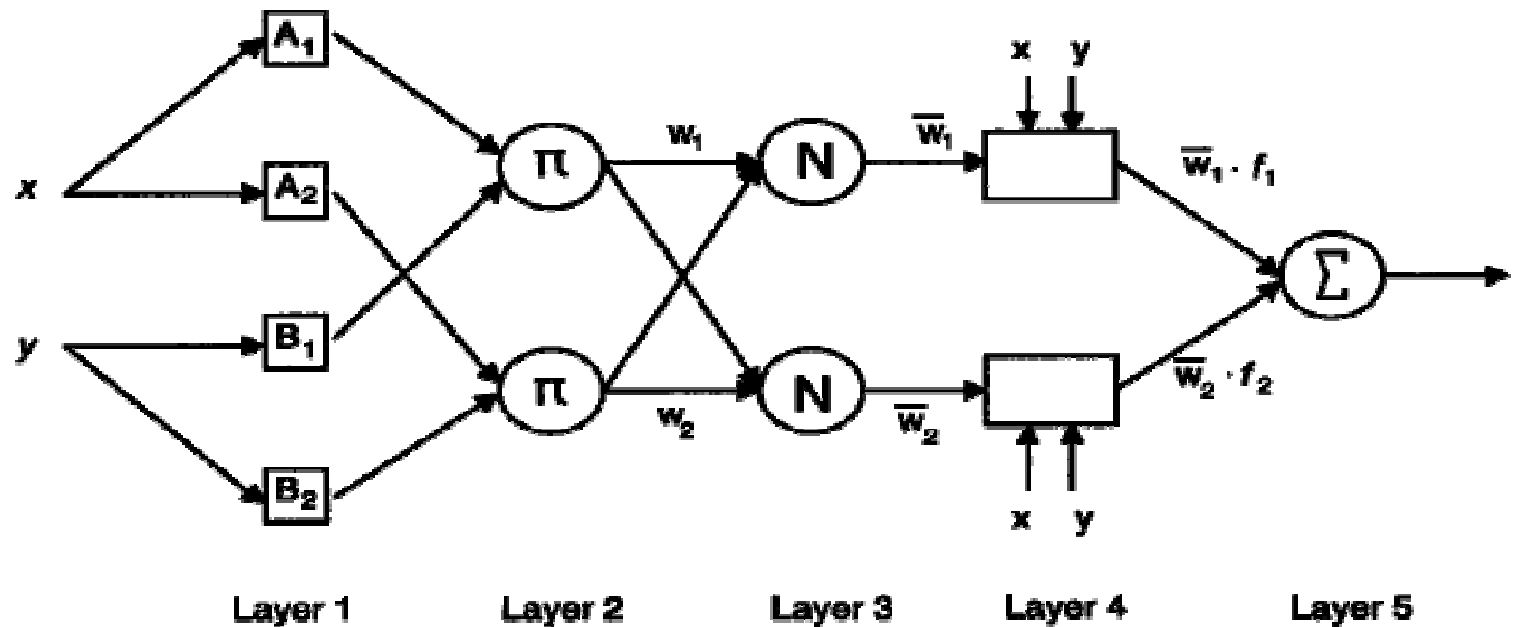 A₁
x y
w₁
w̅₁
π
N
w̅₁ · f₁
x
A₂
Σ
y
B₁
π
N
w₂
w̅₂
w̅₂ · f₂
B₂
x y
Layer 1 Layer 2 Layer 3 Layer 4 Layer 5